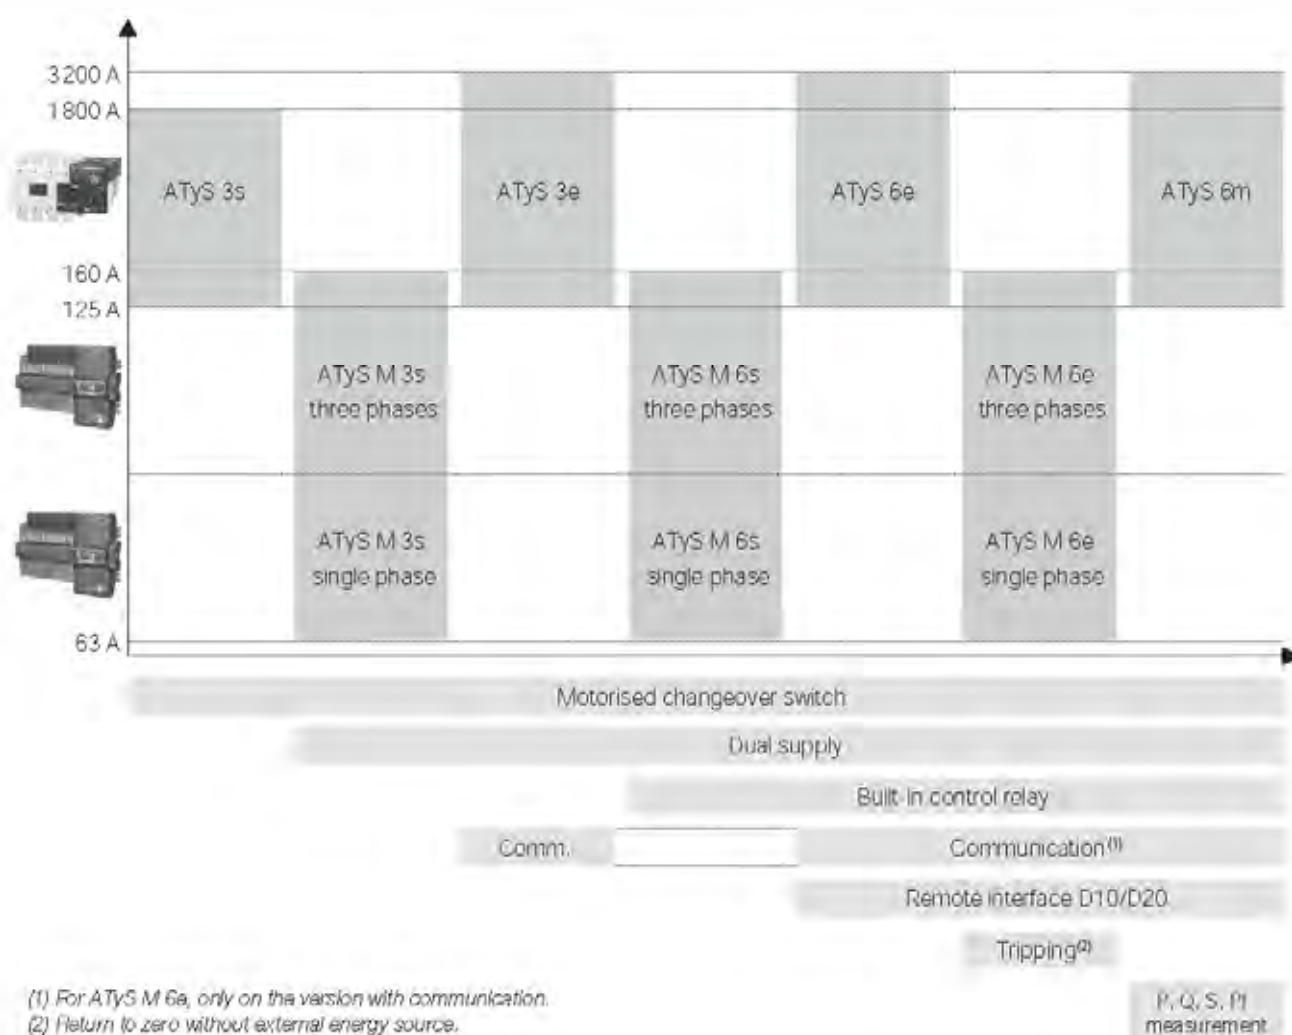 3200 A
1800 A
ATyS 3s
ATyS 3e
ATyS 6e
ATyS 6m
160 A
125 A
ATyS M 3s
three phases
ATyS M 6s
three phases
ATyS M 6e
three phases
ATyS M 3s
single phase
ATyS M 6s
single phase
ATyS M 6e
single phase
63 A
Motorised changeover switch
Dual supply
Built-in control relay
Comm.
Communication(1)
Remote interface D10/D20
Tripping(2)
(1) For ATyS M 6e, only on the version with communication.
(2) Return to zero without external energy source.
P, Q, S, Pf
measurement